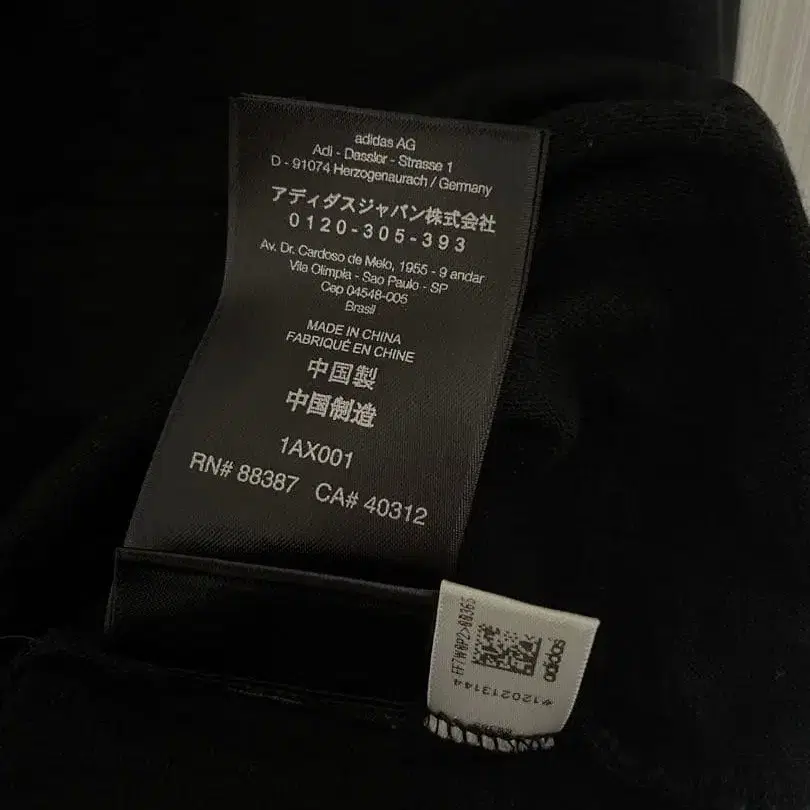 adidas AG
Adi - Dassler - Strasse 1
D - 91074 Herzogenaurach / Germany
アディダスジャパン株式会社
0120-305-393
Av. Dr. Cardoso de Melo, 1955 - 9 andar
Vila Olimpia - Sao Paulo - SP
Cep 04548-005
Brasil
MADE IN CHINA
FABRIQUÉ EN CHINE
中国製
中国制造
1AX001
RN# 88387 CA# 40312
adidas
#120213144